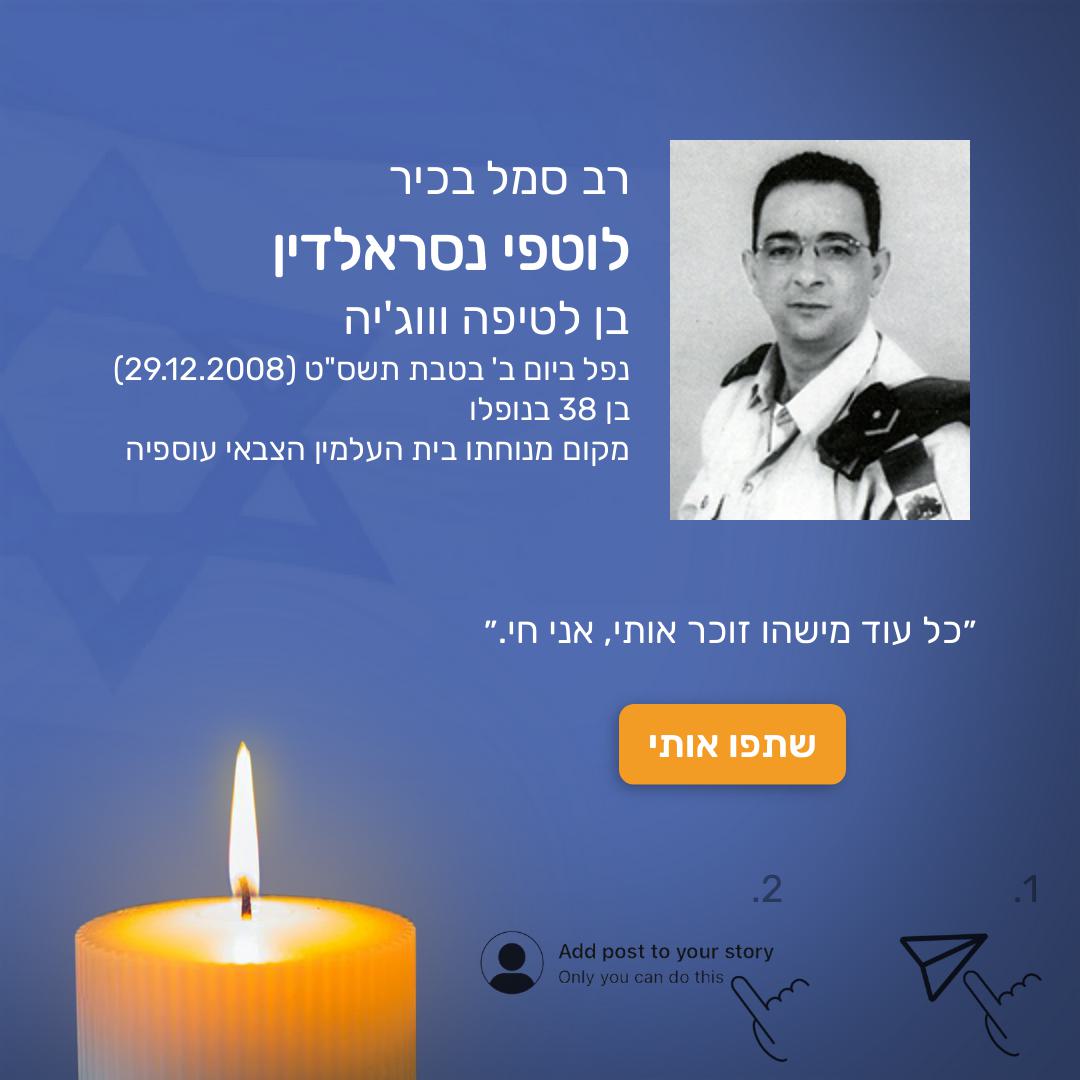 רב סמל בכיר
לוטפי נסראלדין
בן לטיפה וווג'יה
נפל ביום ב' בטבת תשס"ט (29.12.2008)
בן 38 בנופלו
מקום מנוחתו בית העלמין הצבאי עוספיה
״כל עוד מישהו זוכר אותי, אני חי.״
שתפו אותי
.1
.2
Add post to your story
Only you can do this